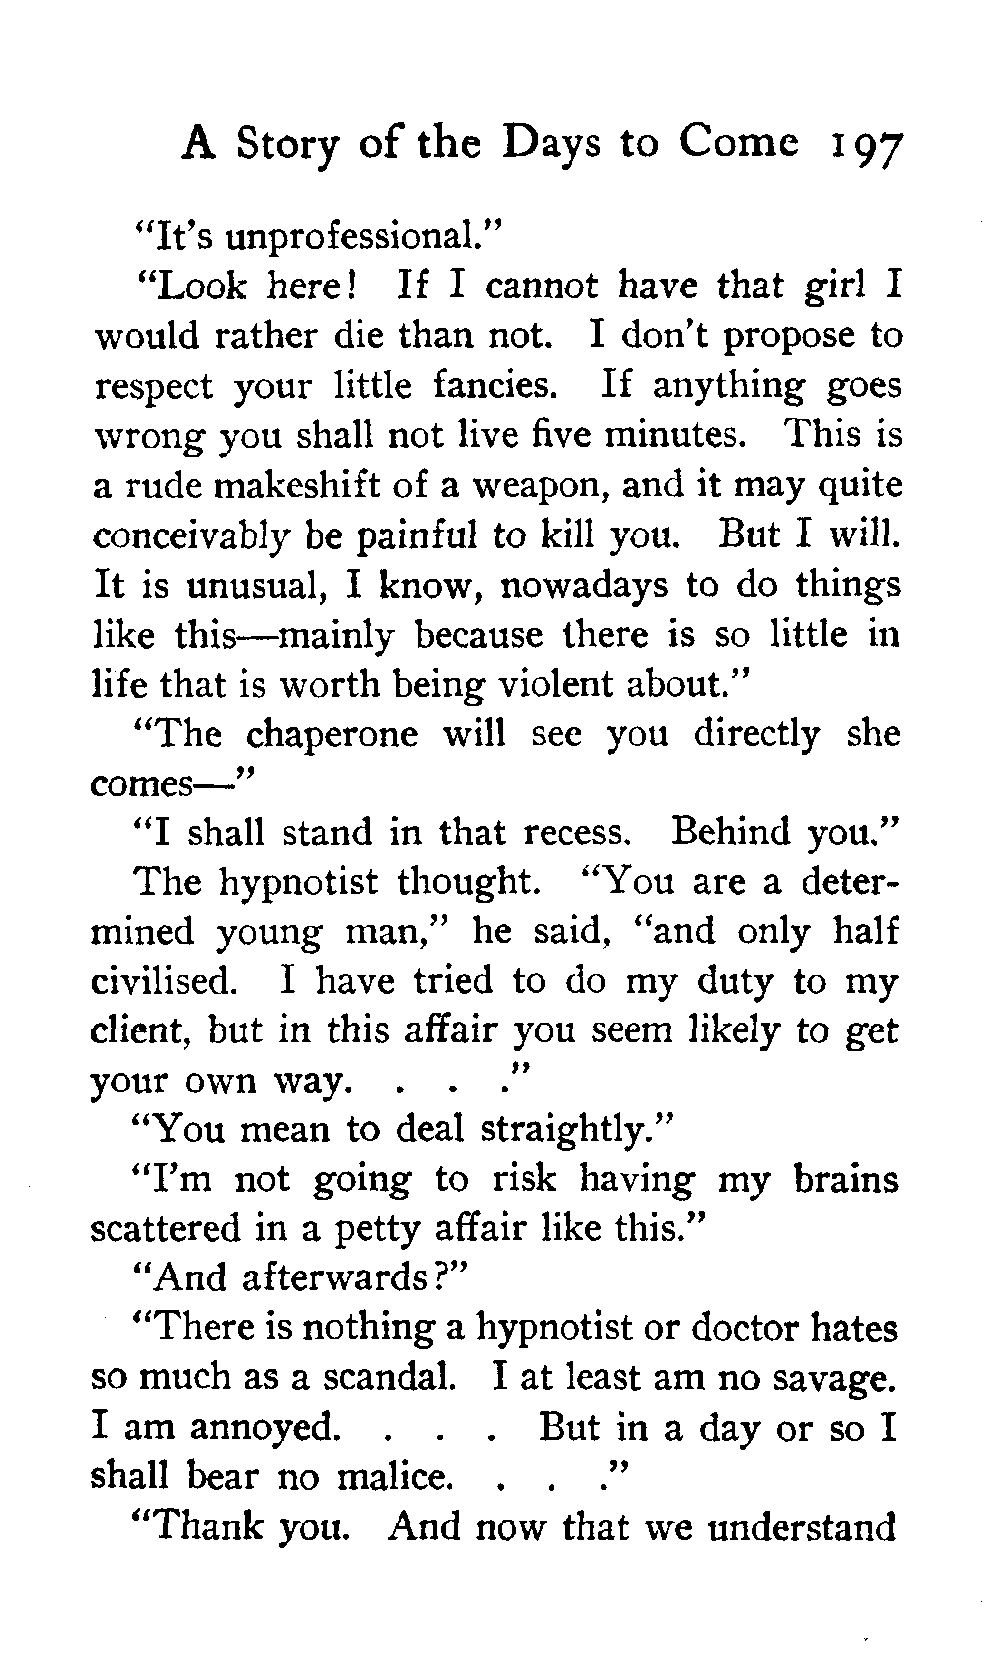 A Story of the Days to Come 197
"It's unprofessional."
"Look here! If I cannot have that girl I
would rather die than not. I don't propose to
respect your little fancies. If anything goes
wrong you shall not live five minutes. This is
a rude makeshift of a weapon, and it may quite
conceivably be painful to kill you. But I will.
It is unusual, I know, nowadays to do things
like this—mainly because there is so little in
life that is worth being violent about."
"The chaperone will see you directly she
comes—"
"I shall stand in that recess. Behind you."
The hypnotist thought. "You are a deter-
mined young man," he said, "and only half
civilised. I have tried to do my duty to my
client, but in this affair you seem likely to get
your own way. . . ."
"You mean to deal straightly."
"I'm not going to risk having my brains
scattered in a petty affair like this."
"And afterwards?"
"There is nothing a hypnotist or doctor hates
so much as a scandal. I at least am no savage.
I am annoyed. . . . But in a day or so I
shall bear no malice. . . ."
"Thank you. And now that we understand